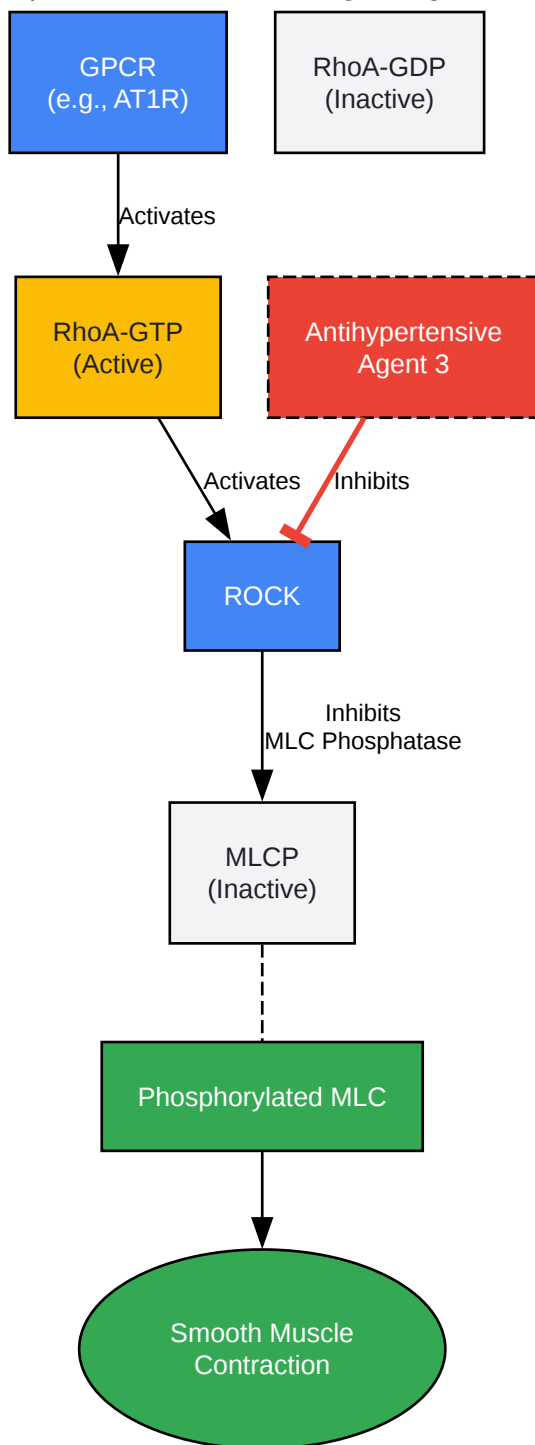 GPCR
(e.g., AT1R)
RhoA-GDP
(Inactive)
Activates
RhoA-GTP
(Active)
Antihypertensive
Agent 3
Activates
Inhibits
ROCK
Inhibits
MLC Phosphatase
MLCP
(Inactive)
Phosphorylated MLC
Smooth Muscle
Contraction